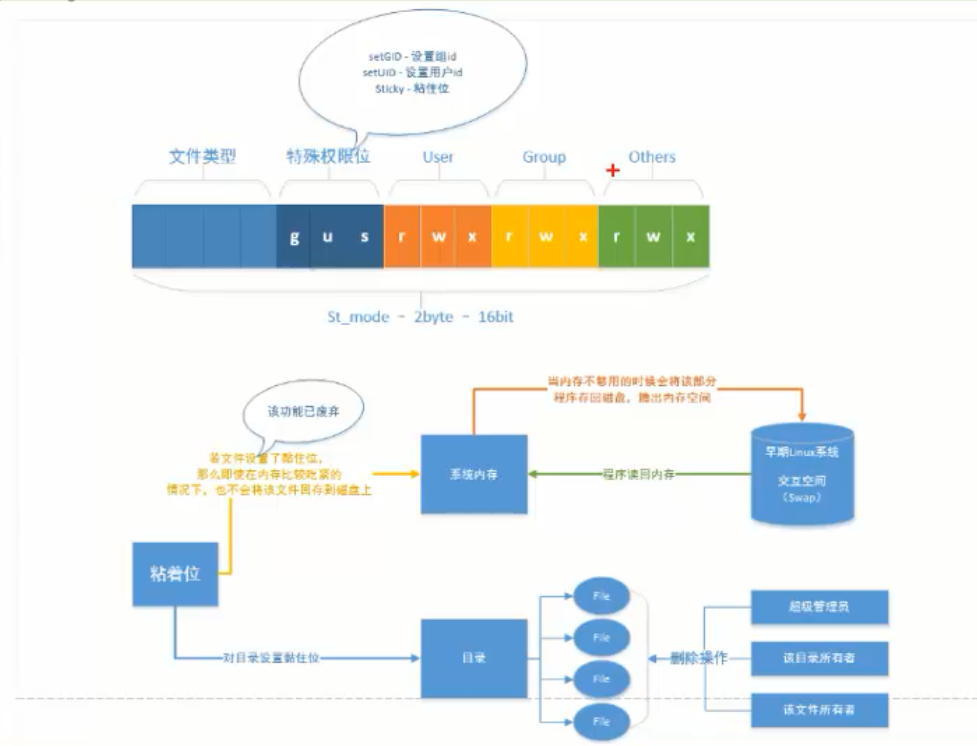 setGID - 设置组id
setUID - 设置用户id
Sticky - 粘住位
文件类型
特殊权限位
User
Group
Others
g u s r w x r w x r w x
St_mode - 2byte - 16bit
当内存不够用的时候会将该部分
程序存回磁盘，腾出内存空间
该功能已废弃
若文件设置了黏住位，
那么即使在内存比较吃紧的
情况下，也不会将该文件回存到磁盘上
系统内存
程序读回内存
早期Linux系统
交互空间
（Swap）
粘着位
对目录设置黏住位
目录
File
File
File
File
删除操作
超级管理员
该目录所有者
该文件所有者